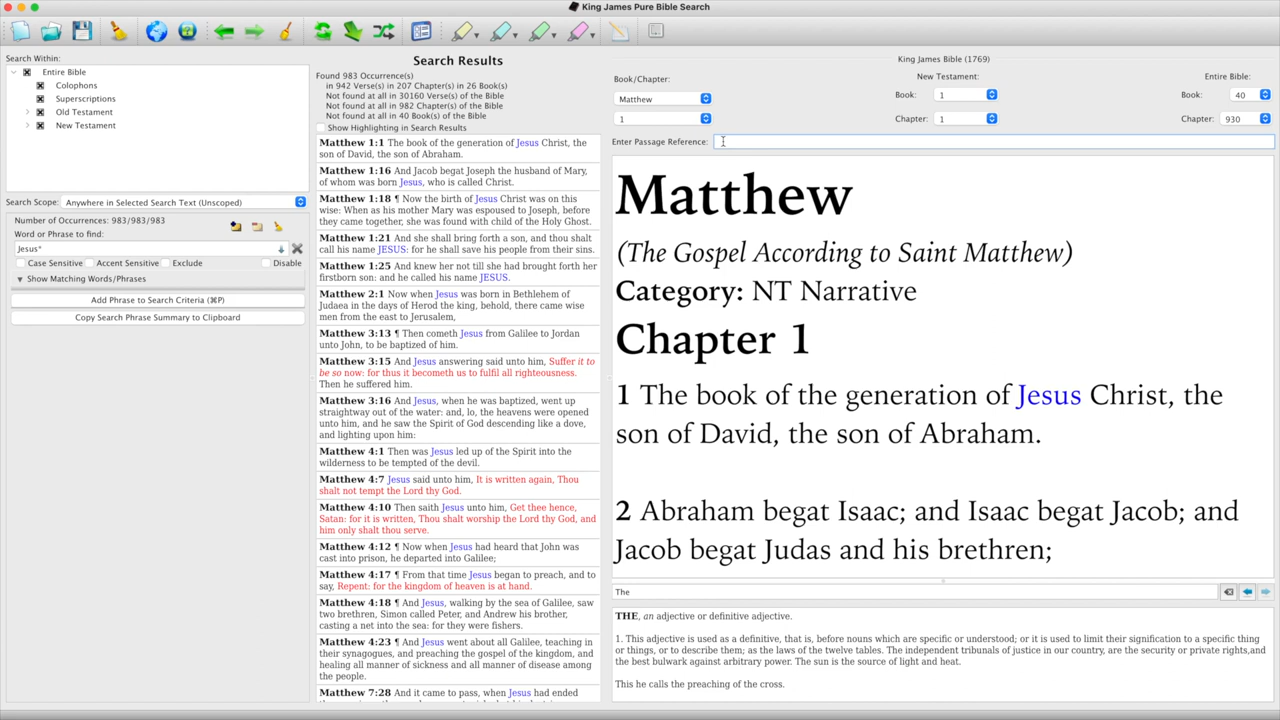 King James Pure Bible Search
Search Within:
Entire Bible
Colophons
Superscriptions
Old Testament
New Testament
Search Scope: Anywhere in Selected Search Text (Unscoped)
Number of Occurrences: 983/983/983
Word or Phrase to find:
Jesus*
Case Sensitive Accent Sensitive Exclude Disable
Show Matching Words/Phrases
Add Phrase to Search Criteria (⌘P)
Copy Search Phrase Summary to Clipboard
Search Results
Found 983 Occurrence(s)
in 942 Verse(s) in 207 Chapter(s) in 26 Book(s)
Not found at all in 30160 Verse(s) of the Bible
Not found at all in 982 Chapter(s) of the Bible
Not found at all in 40 Book(s) of the Bible
Show Highlighting in Search Results
Matthew 1:1 The book of the generation of Jesus Christ, the
son of David, the son of Abraham.
Matthew 1:16 And Jacob begat Joseph the husband of Mary,
of whom was born Jesus, who is called Christ.
Matthew 1:18 ¶ Now the birth of Jesus Christ was on this
wise: When as his mother Mary was espoused to Joseph, before
they came together, she was found with child of the Holy Ghost.
Matthew 1:21 And she shall bring forth a son, and thou shalt
call his name JESUS: for he shall save his people from their sins.
Matthew 1:25 And knew her not till she had brought forth her
firstborn son: and he called his name JESUS.
Matthew 2:1 Now when Jesus was born in Bethlehem of
Judaea in the days of Herod the king, behold, there came wise
men from the east to Jerusalem,
Matthew 3:13 ¶ Then cometh Jesus from Galilee to Jordan
unto John, to be baptized of him.
Matthew 3:15 And Jesus answering said unto him, Suffer it to
be so now: for thus it becometh us to fulfil all righteousness.
Then he suffered him.
Matthew 3:16 And Jesus, when he was baptized, went up
straightway out of the water: and, lo, the heavens were opened
unto him, and he saw the Spirit of God descending like a dove,
and lighting upon him:
Matthew 4:1 Then was Jesus led up of the Spirit into the
wilderness to be tempted of the devil.
Matthew 4:7 Jesus said unto him, It is written again, Thou
shalt not tempt the Lord thy God.
Matthew 4:10 Then saith Jesus unto him, Get thee hence,
Satan: for it is written, Thou shalt worship the Lord thy God, and
him only shalt thou serve.
Matthew 4:12 ¶ Now when Jesus had heard that John was
cast into prison, he departed into Galilee;
Matthew 4:17 ¶ From that time Jesus began to preach, and to
say, Repent: for the kingdom of heaven is at hand.
Matthew 4:18 ¶ And Jesus, walking by the sea of Galilee, saw
two brethren, Simon called Peter, and Andrew his brother,
casting a net into the sea: for they were fishers.
Matthew 4:23 ¶ And Jesus went about all Galilee, teaching in
their synagogues, and preaching the gospel of the kingdom, and
healing all manner of sickness and all manner of disease among
the people.
Matthew 7:28 And it came to pass, when Jesus had ended
King James Bible (1769)
Book/Chapter: New Testament: Entire Bible:
Matthew Book: 1 Book: 40
1 Chapter: 1 Chapter: 930
Enter Passage Reference:
Matthew
(The Gospel According to Saint Matthew)
Category: NT Narrative
Chapter 1
1 The book of the generation of Jesus Christ, the
son of David, the son of Abraham.
2 Abraham begat Isaac; and Isaac begat Jacob; and
Jacob begat Judas and his brethren;
The
THE, an adjective or definitive adjective.
1. This adjective is used as a definitive, that is, before nouns which are specific or understood; or it is used to limit their signification to a specific thing
or things, or to describe them; as the laws of the twelve tables. The independent tribunals of justice in our country, are the security or private rights,and
the best bulwark against arbitrary power. The sun is the source of light and heat.
This he calls the preaching of the cross.